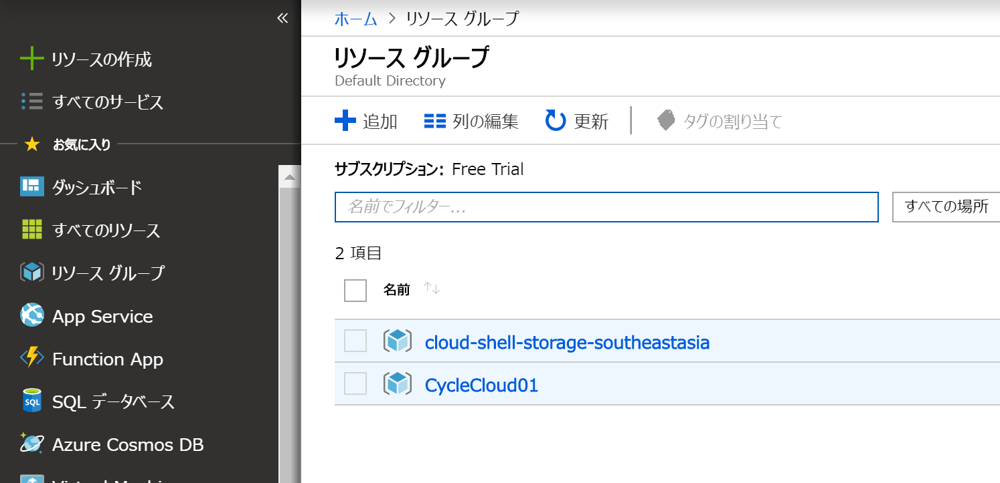 «
リソースの作成
すべてのサービス
お気に入り
ダッシュボード
すべてのリソース
リソース グループ
App Service
Function App
SQL データベース
Azure Cosmos DB
ホーム > リソース グループ
リソース グループ
Default Directory
追加 列の編集 更新 タグの割り当て
サブスクリプション: Free Trial
名前でフィルター... すべての場所
2 項目
名前 ↑↓
cloud-shell-storage-southeastasia
CycleCloud01